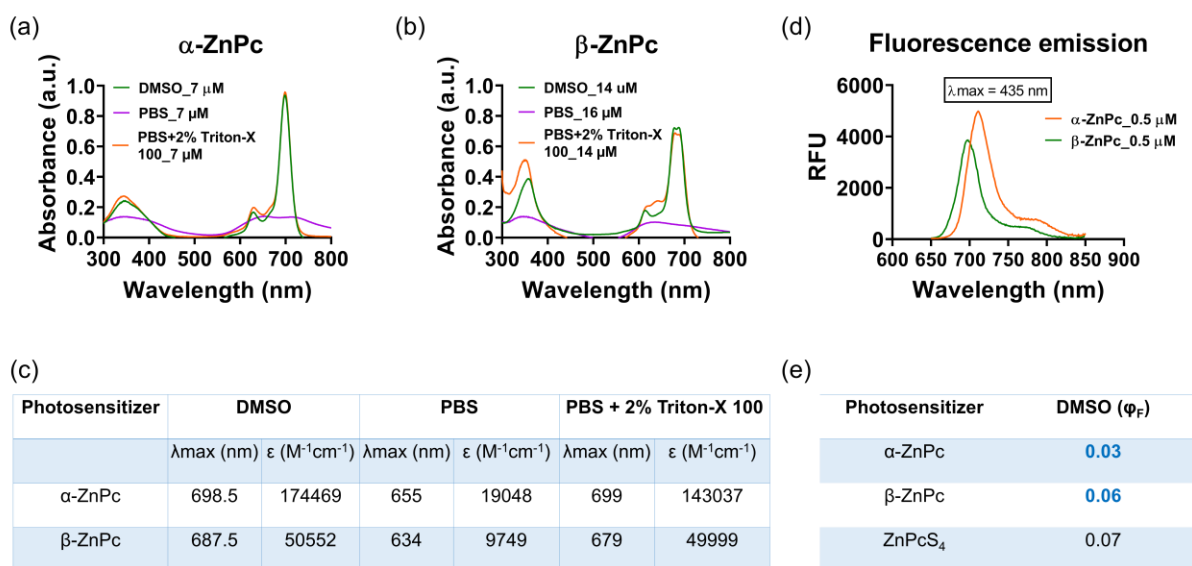 (a)
α-ZnPc
Absorbance (a.u.)
1.0
0.8
0.6
0.4
0.2
0.0
DMSO_7 μM
PBS_7 μM
PBS+2% Triton-X
100_7 μM
300 400 500 600 700 800
Wavelength (nm)
(b)
β-ZnPc
Absorbance (a.u.)
1.0
0.8
0.6
0.4
0.2
0.0
DMSO_14 uM
PBS_16 μM
PBS+2% Triton-X
100_14 μM
300 400 500 600 700 800
Wavelength (nm)
(d)
Fluorescence emission
RFU
6000
4000
2000
0
λmax = 435 nm
α-ZnPc_0.5 μM
β-ZnPc_0.5 μM
600 650 700 750 800 850 900
Wavelength (nm)
(c)
Photosensitizer DMSO PBS PBS + 2% Triton-X 100
λmax (nm) ε (M⁻¹cm⁻¹) λmax (nm) ε (M⁻¹cm⁻¹) λmax (nm) ε (M⁻¹cm⁻¹)
α-ZnPc 698.5 174469 655 19048 699 143037
β-ZnPc 687.5 50552 634 9749 679 49999
(e)
Photosensitizer DMSO (φF)
α-ZnPc 0.03
β-ZnPc 0.06
ZnPcS₄ 0.07